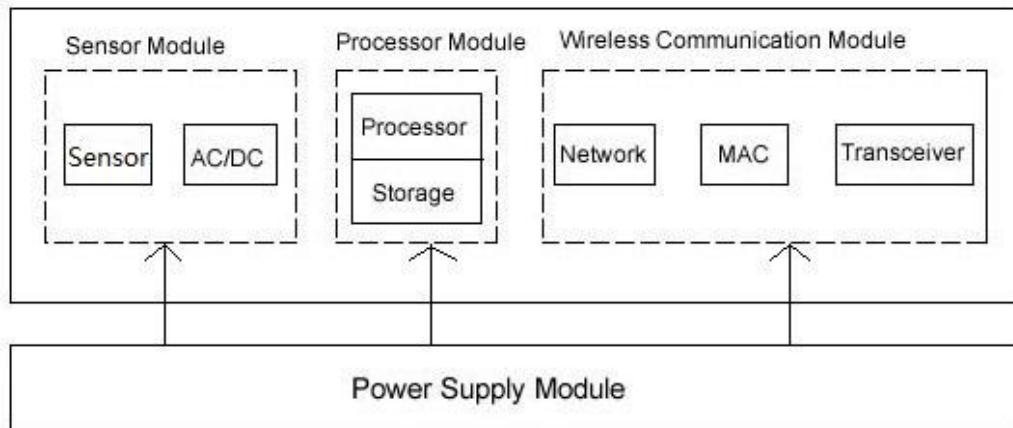 Sensor Module
Processor Module
Wireless Communication Module
Sensor
AC/DC
Processor
Storage
Network
MAC
Transceiver
Power Supply Module